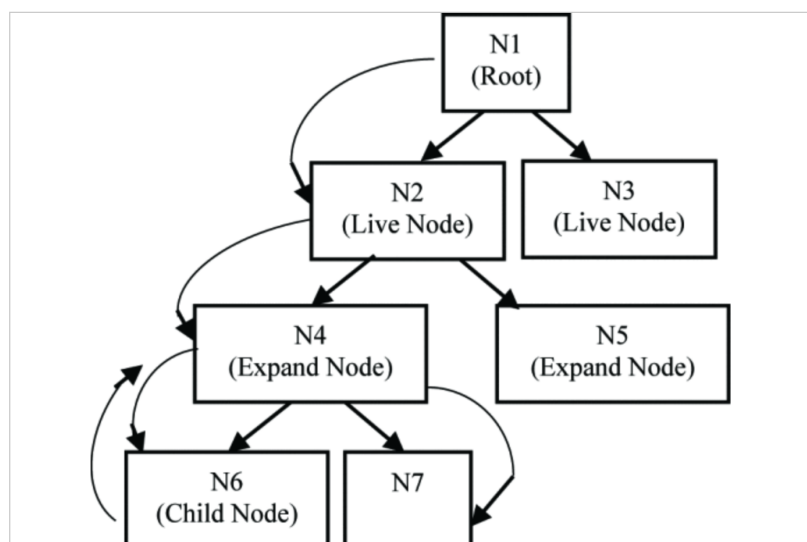 N1
(Root)
N2
(Live Node)
N3
(Live Node)
N4
(Expand Node)
N5
(Expand Node)
N6
(Child Node)
N7